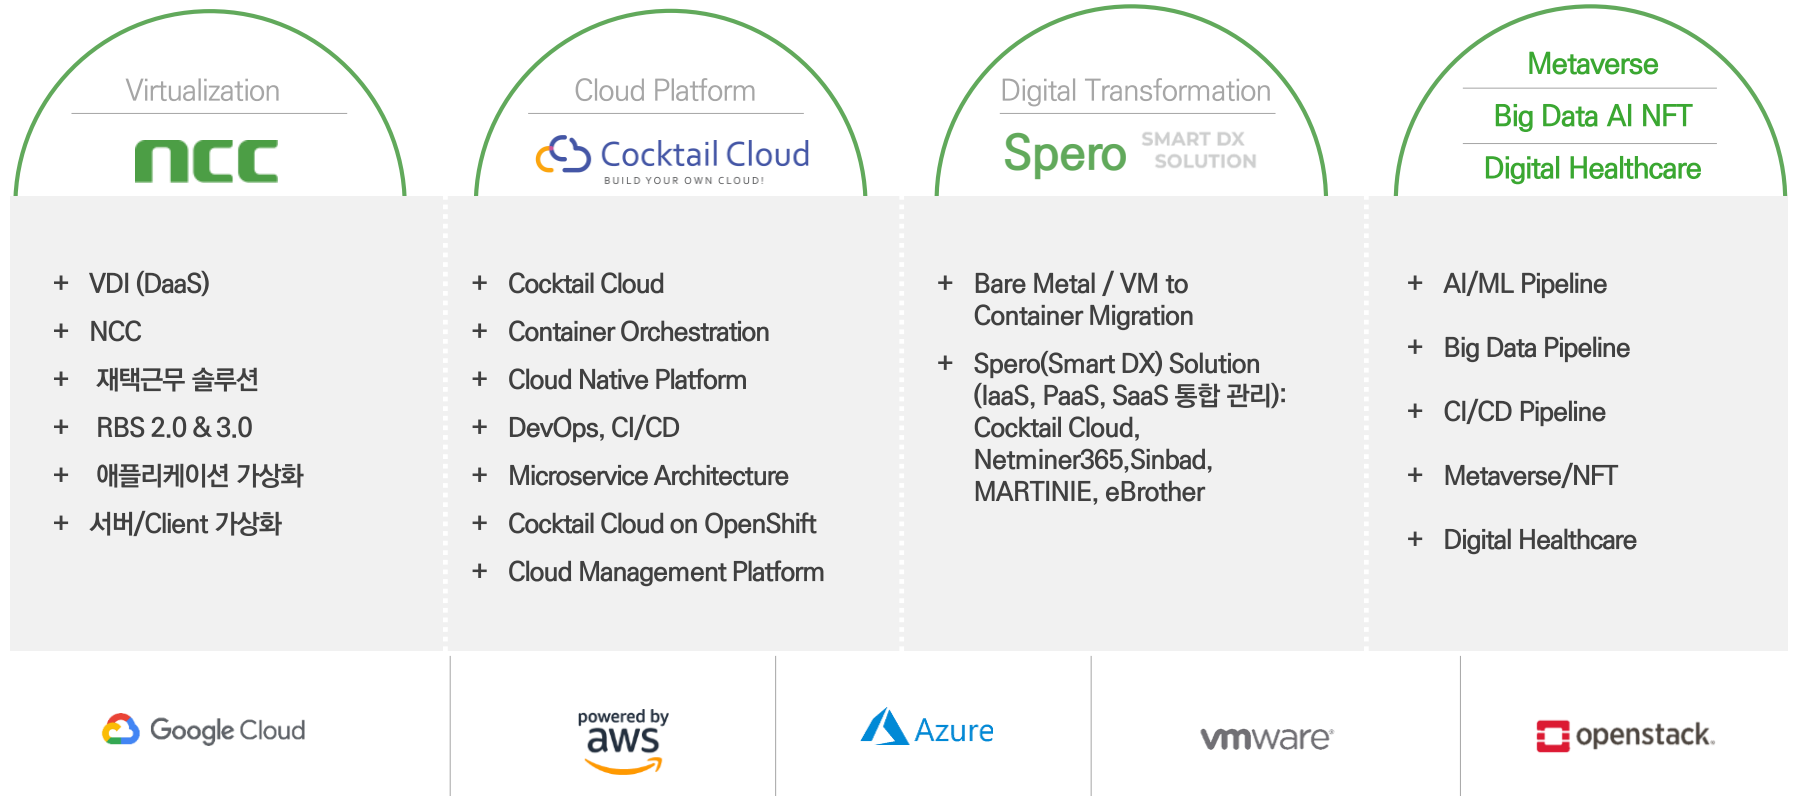 Virtualization
ncc
VDI (DaaS)
NCC
재택근무 솔루션
RBS 2.0 & 3.0
애플리케이션 가상화
서버/Client 가상화
Cloud Platform
Cocktail Cloud
BUILD YOUR OWN CLOUD!
Cocktail Cloud
Container Orchestration
Cloud Native Platform
DevOps, CI/CD
Microservice Architecture
Cocktail Cloud on OpenShift
Cloud Management Platform
Digital Transformation
Spero SMART DX
SOLUTION
Bare Metal / VM to
Container Migration
Spero(Smart DX) Solution
(IaaS, PaaS, SaaS 통합 관리):
Cocktail Cloud,
Netminer365,Sinbad,
MARTINIE, eBrother
Metaverse
Big Data AI NFT
Digital Healthcare
AI/ML Pipeline
Big Data Pipeline
CI/CD Pipeline
Metaverse/NFT
Digital Healthcare
Google Cloud
powered by
aws
Azure
vmware®
openstack.